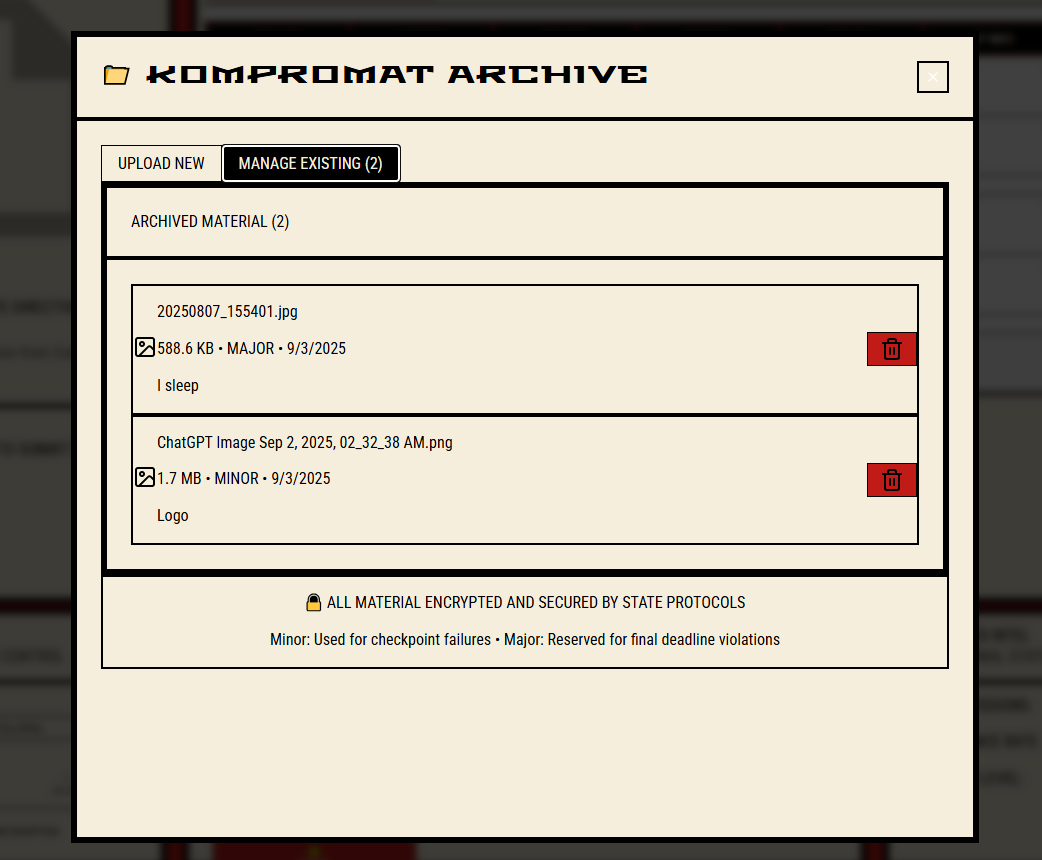 KOMPROMAT ARCHIVE
UPLOAD NEW
MANAGE EXISTING (2)
ARCHIVED MATERIAL (2)
20250807_155401.jpg
588.6 KB • MAJOR • 9/3/2025
I sleep
ChatGPT Image Sep 2, 2025, 02_32_38 AM.png
1.7 MB • MINOR • 9/3/2025
Logo
ALL MATERIAL ENCRYPTED AND SECURED BY STATE PROTOCOLS
Minor: Used for checkpoint failures • Major: Reserved for final deadline violations